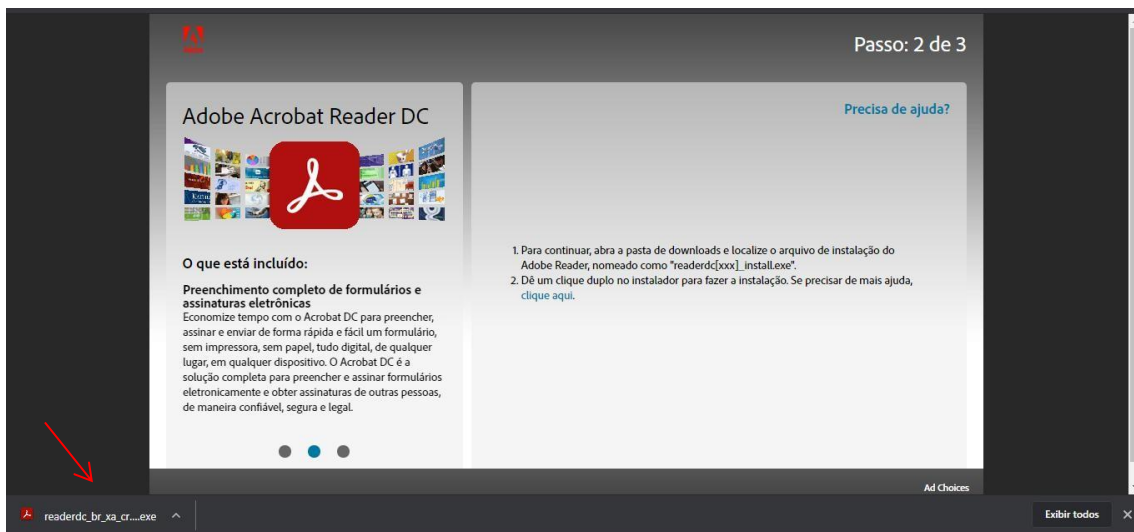 Passo: 2 de 3
Adobe Acrobat Reader DC
O que está incluído:
Preenchimento completo de formulários e
assinaturas eletrônicas
Economize tempo com o Acrobat DC para preencher,
assinar e enviar de forma rápida e fácil um formulário,
sem impressora, sem papel, tudo digital, de qualquer
lugar, em qualquer dispositivo. O Acrobat DC é a
solução completa para preencher e assinar formulários
eletronicamente e obter assinaturas de outras pessoas,
de maneira confiável, segura e legal.
Precisa de ajuda?
1. Para continuar, abra a pasta de downloads e localize o arquivo de instalação do
Adobe Reader, nomeado como "readerdc[xxx]_install.exe".
2. Dê um clique duplo no instalador para fazer a instalação. Se precisar de mais ajuda,
clique aqui.
Ad Choices
readerdc_br_xa_cr....exe
Exibir todos